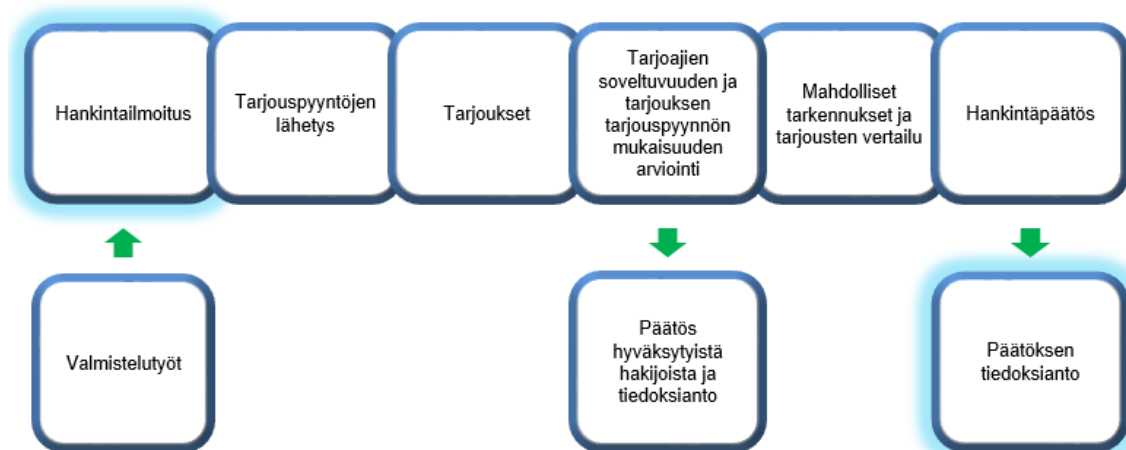 Hankintailmoitus
Tarjouspyyntöjen
lähetys
Tarjoukset
Tarjoajien
soveltuvuuden ja
tarjouksen
tarjouspyynnön
mukaisuuden
arviointi
Mahdolliset
tarkennukset ja
tarjousten vertailu
Hankintäpäätös
Valmistelutyöt
Päätös
hyväksytyistä
hakijoista ja
tiedoksianto
Päätöksen
tiedoksianto